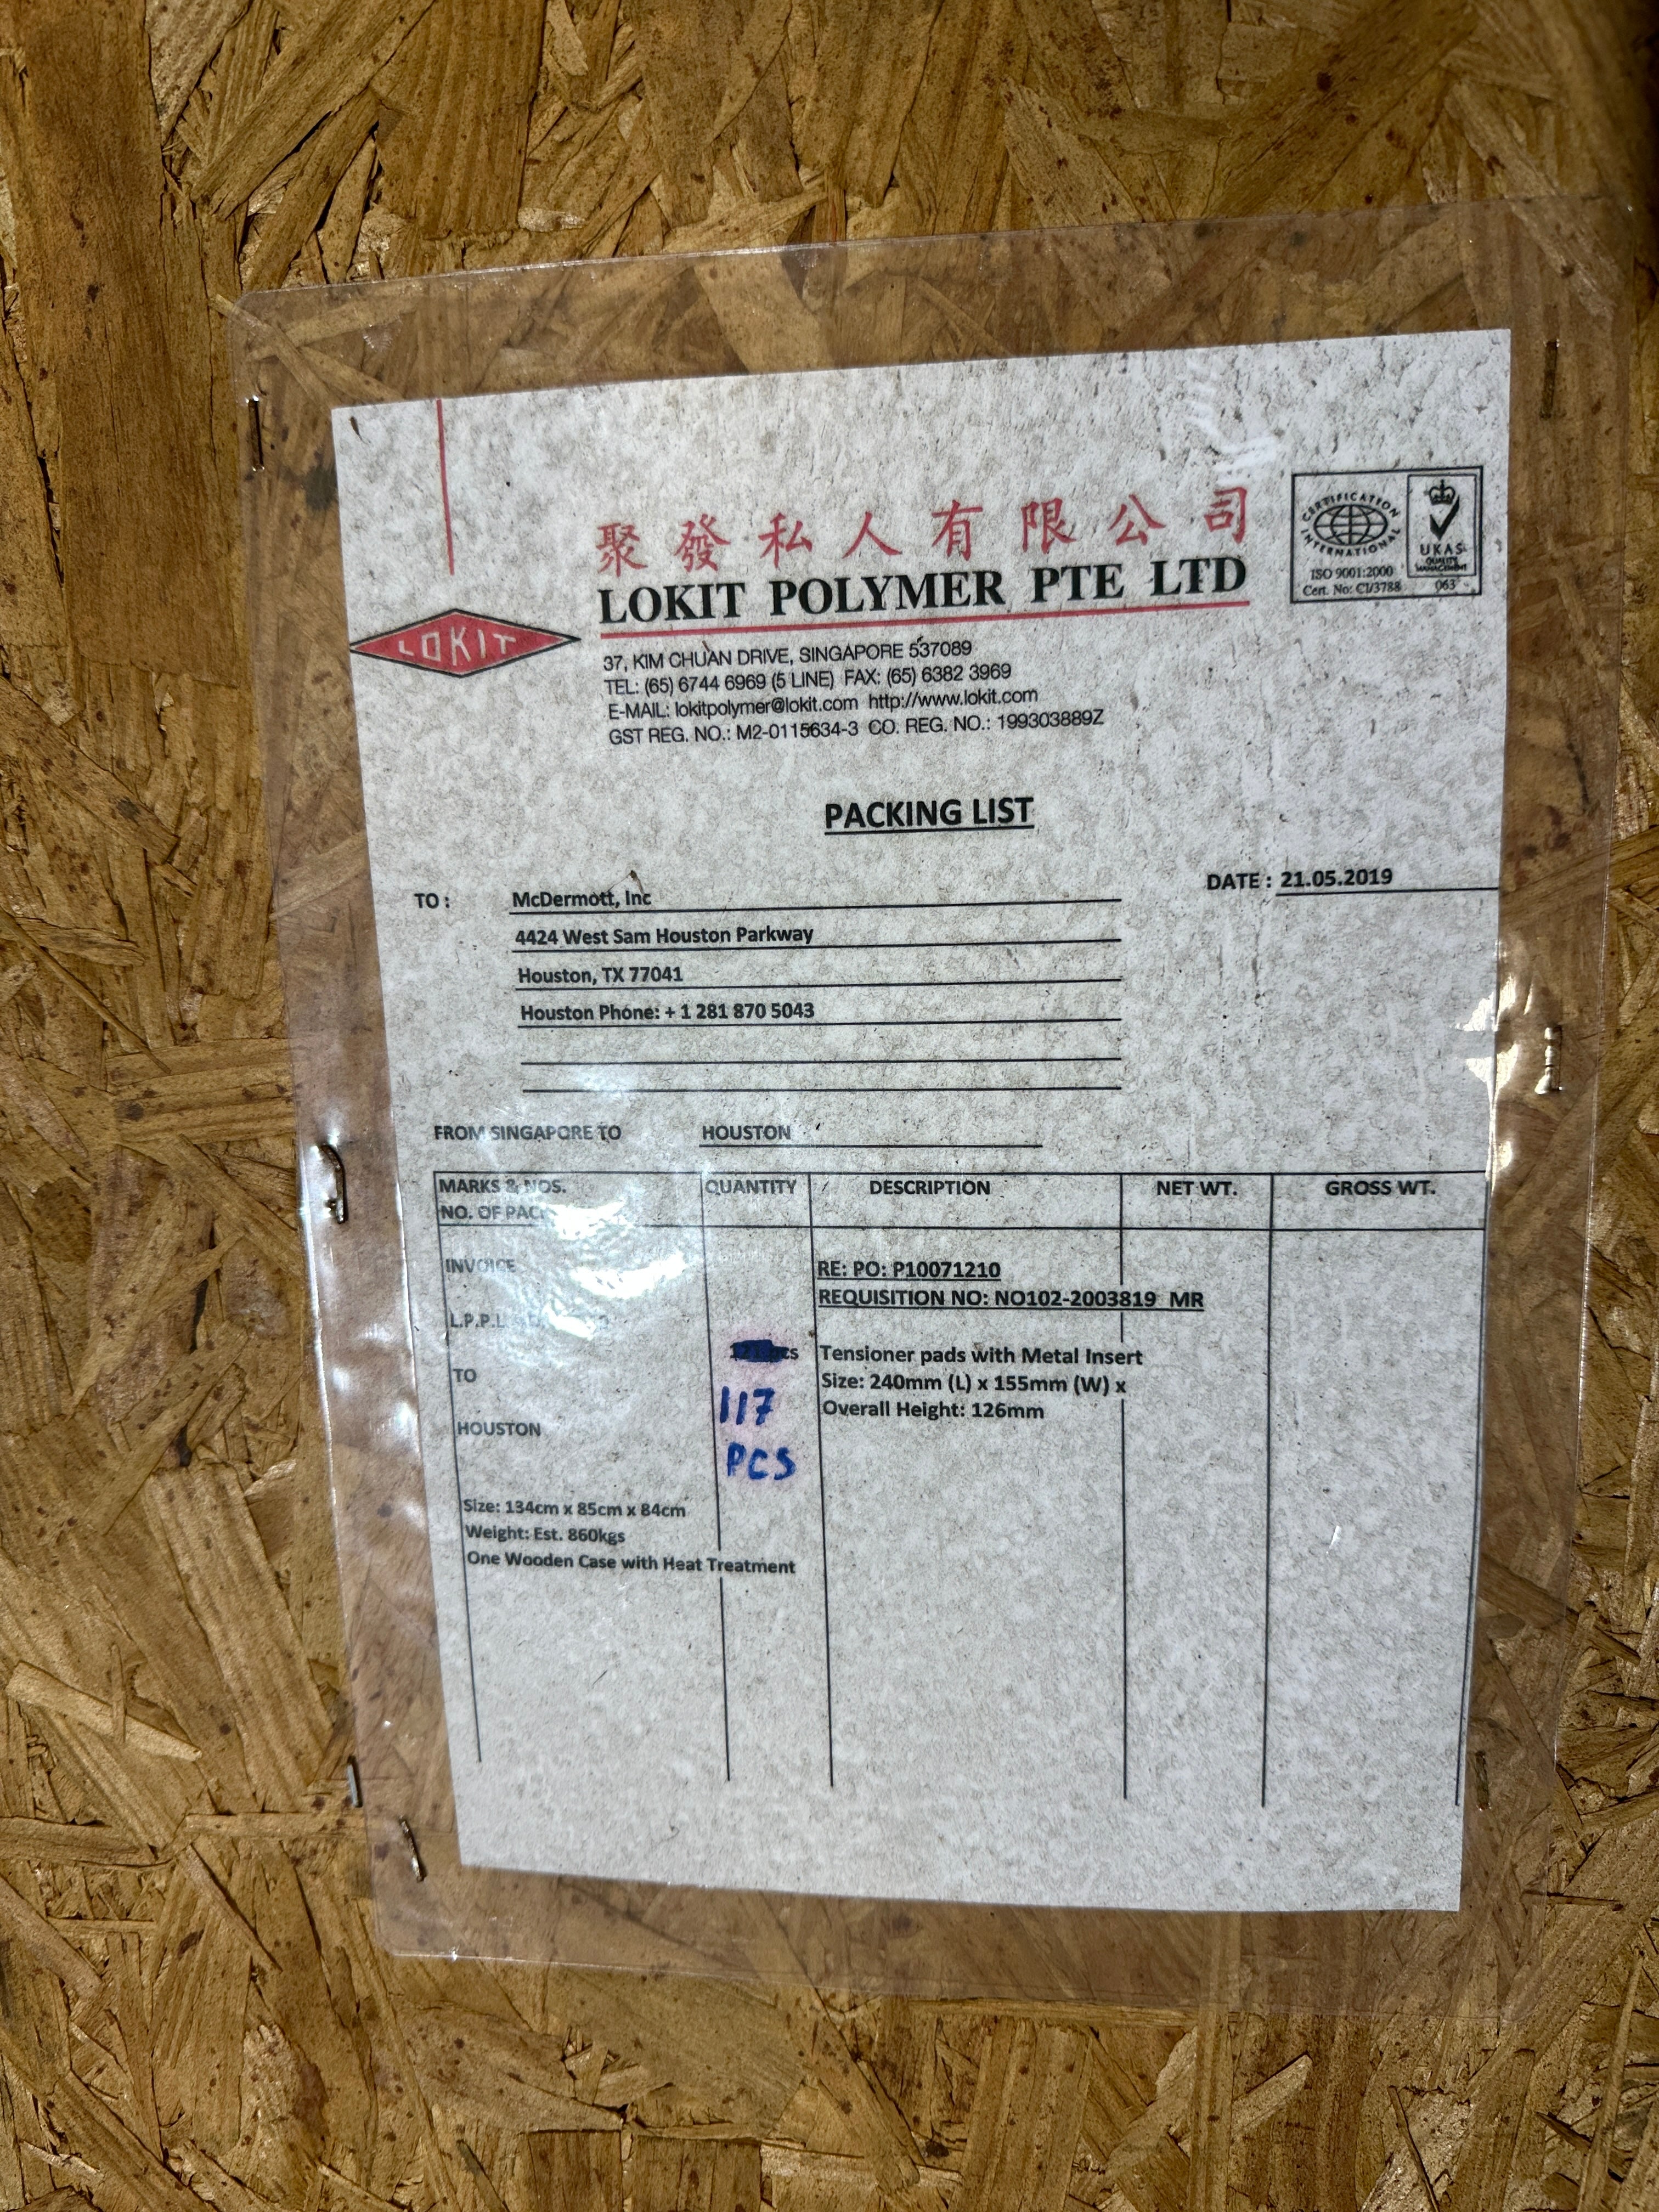 聚發私人有限公司
LOKIT POLYMER PTE LTD
LOKIT
37, KIM CHUAN DRIVE, SINGAPORE 537089
TEL: (65) 6744 6969 (5 LINE) FAX: (65) 6382 3969
E-MAIL: lokitpolymer@lokit.com http://www.lokit.com
GST REG. NO.: M2-0115634-3 CO. REG. NO.: 199303889Z
CERTIFICATION INTERNATIONAL
UKAS
QUALITY
MANAGEMENT
ISO 9001:2000
Cert. No: CI/3788
063
PACKING LIST
DATE : 21.05.2019
TO : McDermott, Inc
4424 West Sam Houston Parkway
Houston, TX 77041
Houston Phone: + 1 281 870 5043
FROM SINGAPORE TO HOUSTON
MARKS & NOS. QUANTITY DESCRIPTION NET WT. GROSS WT.
NO. OF
INVOICE
RE: PO: P10071210
REQUISITION NO: NO102-2003819 MR
L.P.P.L
Tensioner pads with Metal Insert
TO
Size: 240mm (L) x 155mm (W) x
117
Overall Height: 126mm
HOUSTON
PCS
Size: 134cm x 85cm x 84cm
Weight: Est. 860kgs
One Wooden Case with Heat Treatment